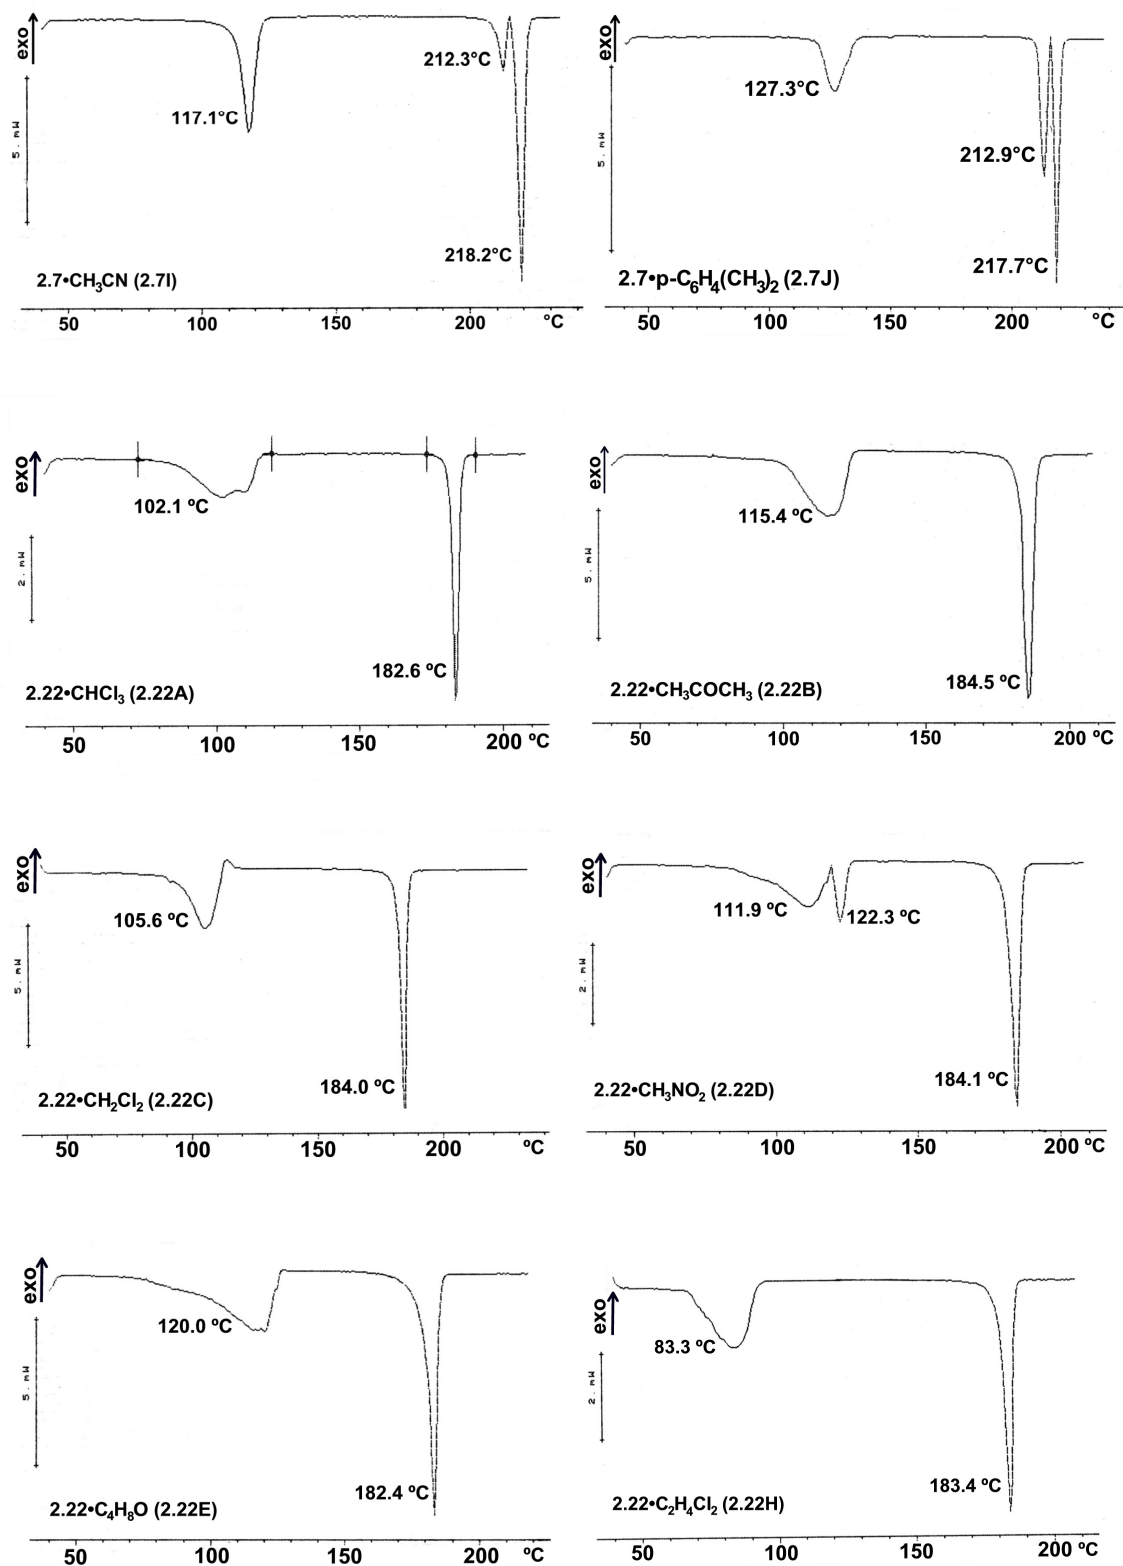 exo
5. mW
117.1°C
212.3°C
218.2°C
2.7•CH₃CN (2.7I)
50 100 150 200 °C
exo
5. mW
127.3°C
212.9°C
217.7°C
2.7•p-C₆H₄(CH₃)₂ (2.7J)
50 100 150 200 °C
exo
2. mW
102.1 ºC
182.6 ºC
2.22•CHCl₃ (2.22A)
50 100 150 200 ºC
exo
5. mW
115.4 ºC
184.5 ºC
2.22•CH₃COCH₃ (2.22B)
50 100 150 200 ºC
exo
5. mW
105.6 ºC
184.0 ºC
2.22•CH₂Cl₂ (2.22C)
50 100 150 200 ºC
exo
2. mW
111.9 ºC
122.3 ºC
184.1 ºC
2.22•CH₃NO₂ (2.22D)
50 100 150 200 ºC
exo
5. mW
120.0 ºC
182.4 ºC
2.22•C₄H₈O (2.22E)
50 100 150 200 ºC
exo
2. mW
83.3 ºC
183.4 ºC
2.22•C₂H₄Cl₂ (2.22H)
50 100 150 200 ºC